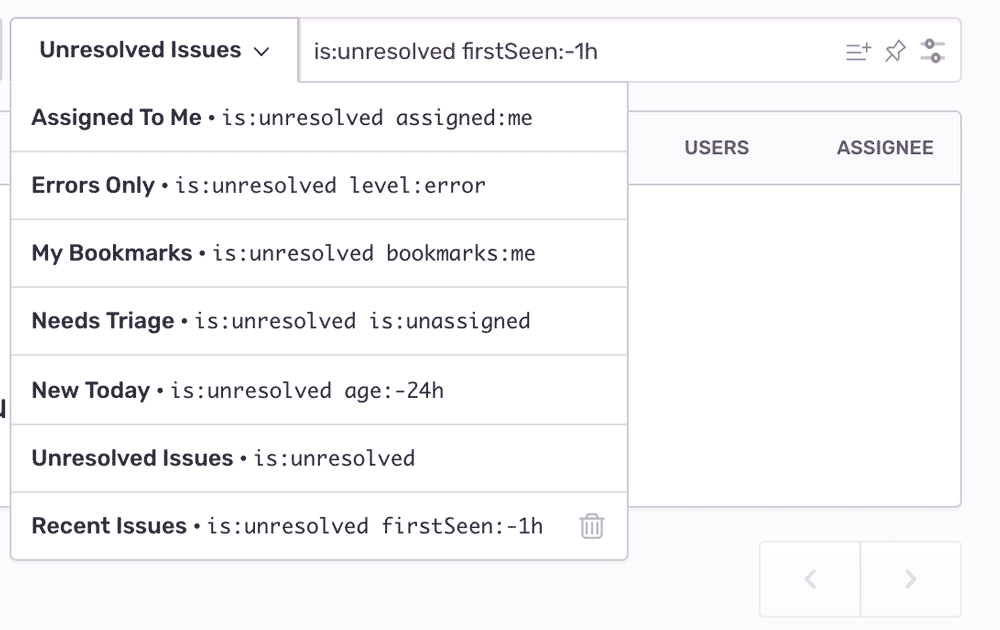 Unresolved Issues
is:unresolved firstSeen:-1h
Assigned To Me • is:unresolved assigned:me
USERS
ASSIGNEE
Errors Only • is:unresolved level:error
My Bookmarks • is:unresolved bookmarks:me
Needs Triage • is:unresolved is:unassigned
New Today • is:unresolved age:-24h
Unresolved Issues • is:unresolved
Recent Issues • is:unresolved firstSeen:-1h